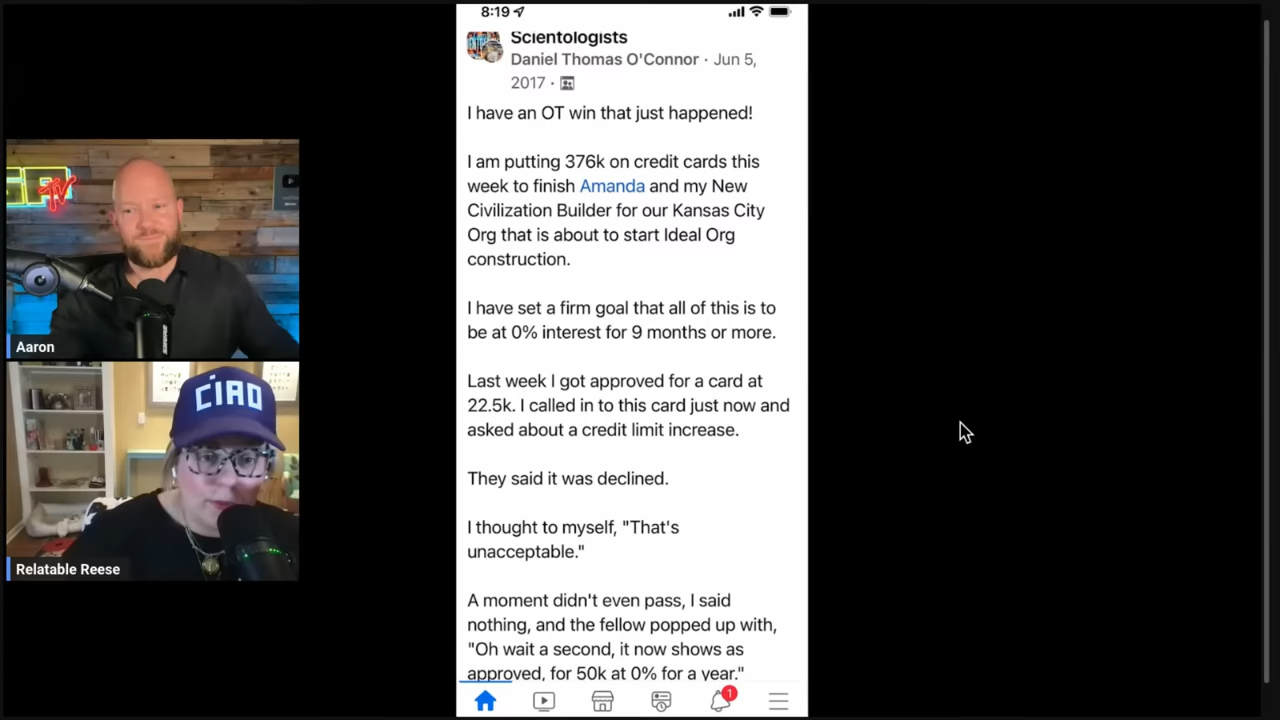 8:19
Scientologists
Daniel Thomas O'Connor · Jun 5,
2017 ·
I have an OT win that just happened!
I am putting 376k on credit cards this
week to finish Amanda and my New
Civilization Builder for our Kansas City
Org that is about to start Ideal Org
construction.
I have set a firm goal that all of this is to
be at 0% interest for 9 months or more.
Last week I got approved for a card at
22.5k. I called in to this card just now and
asked about a credit limit increase.
They said it was declined.
I thought to myself, "That's
unacceptable."
A moment didn't even pass, I said
nothing, and the fellow popped up with,
"Oh wait a second, it now shows as
approved, for 50k at 0% for a year."
1
TV
Aaron
CIAO
Relatable Reese